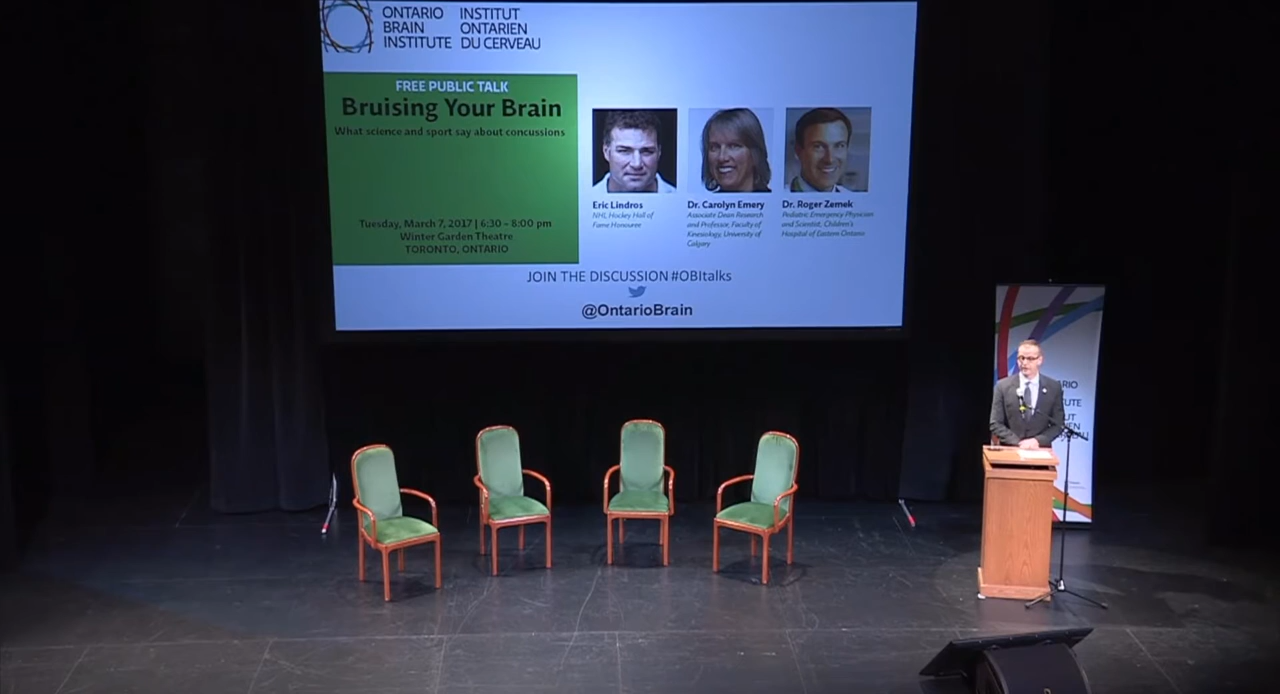 ONTARIO
BRAIN
INSTITUTE
INSTITUT
ONTARIEN
DU CERVEAU
FREE PUBLIC TALK
Bruising Your Brain
What science and sport say about concussions
Tuesday, March 7, 2017 | 6:30 – 8:00 pm
Winter Garden Theatre
TORONTO, ONTARIO
Eric Lindros
NHL Hockey Hall of
Fame Honouree
Dr. Carolyn Emery
Associate Dean Research
and Professor, Faculty of
Kinesiology, University of
Calgary
Dr. Roger Zemek
Pediatric Emergency Physician
and Scientist, Children's
Hospital of Eastern Ontario
JOIN THE DISCUSSION #OBItalks
@OntarioBrain